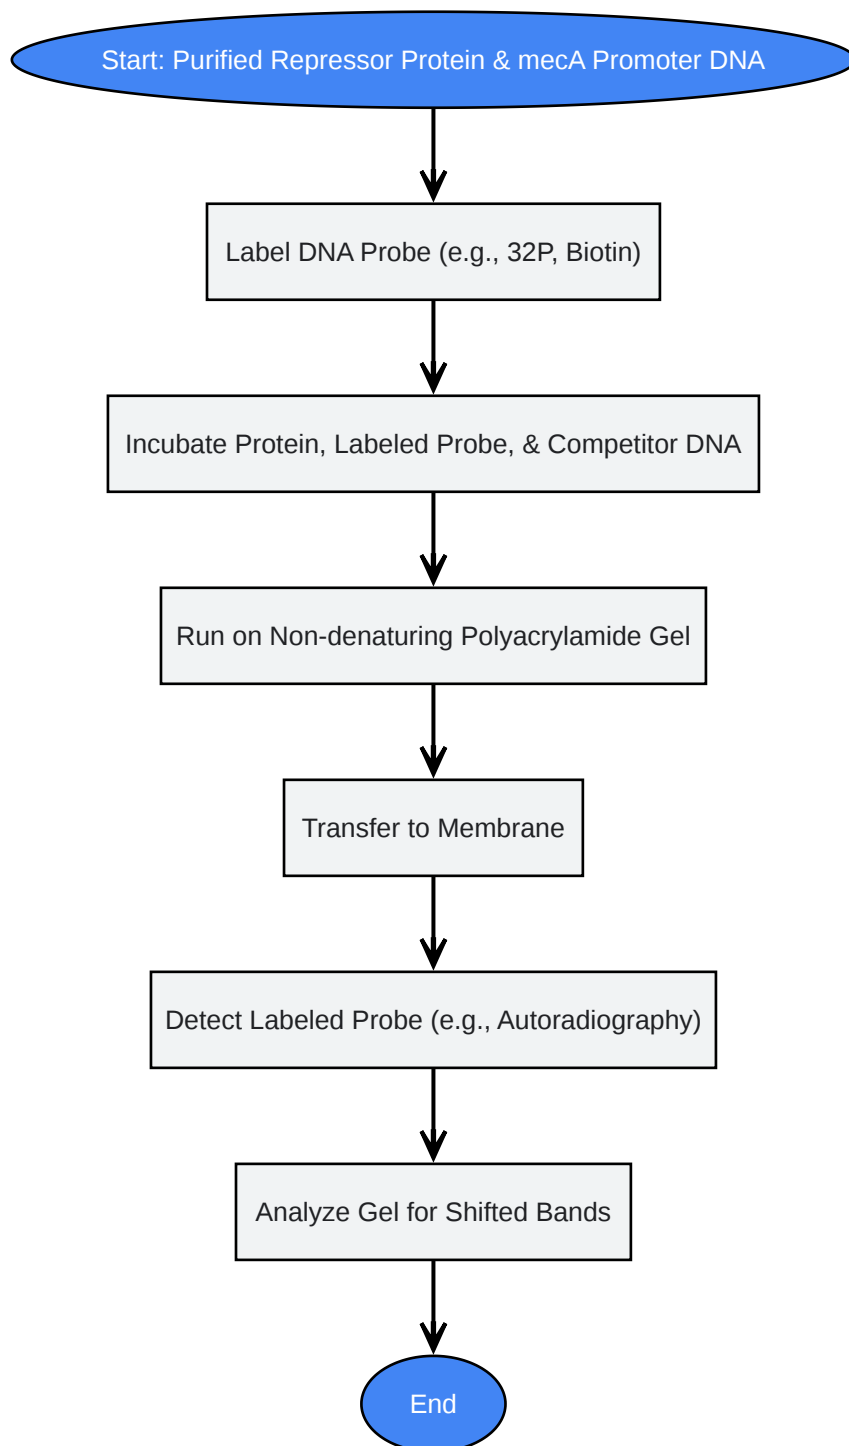 Start: Purified Repressor Protein & mecA Promoter DNA
Label DNA Probe (e.g., 32P, Biotin)
Incubate Protein, Labeled Probe, & Competitor DNA
Run on Non-denaturing Polyacrylamide Gel
Transfer to Membrane
Detect Labeled Probe (e.g., Autoradiography)
Analyze Gel for Shifted Bands
End